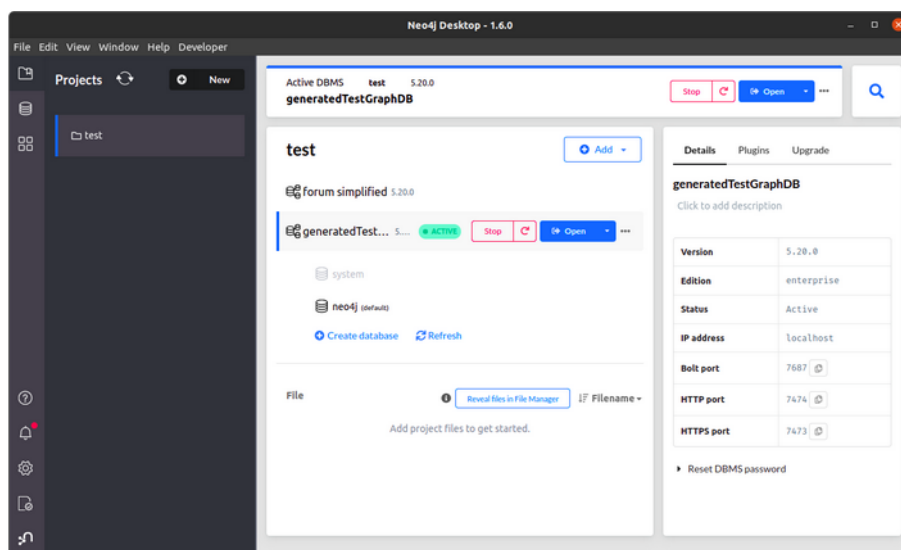 Neo4j Desktop - 1.6.0
File Edit View Window Help Developer
Projects
New
test
Active DBMS test 5.20.0
generatedTestGraphDB
Stop
Open
test
Add
forum simplified 5.20.0
generatedTest... 5.... ACTIVE Stop Open
system
neo4j (default)
Create database Refresh
File
Reveal files in File Manager
Filename
Add project files to get started.
Details Plugins Upgrade
generatedTestGraphDB
Click to add description
Version 5.20.0
Edition enterprise
Status Active
IP address localhost
Bolt port 7687
HTTP port 7474
HTTPS port 7473
Reset DBMS password